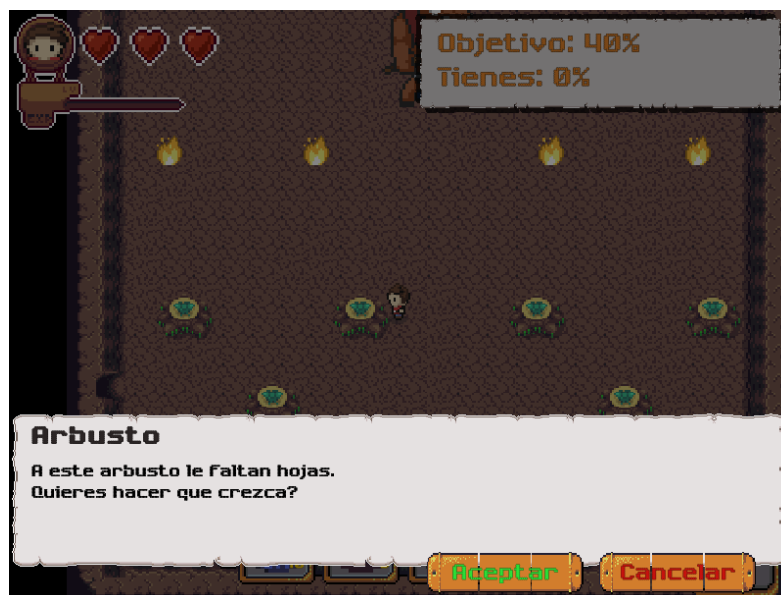 Objetivo: 40%
Tienes: 0%
Arbusto
A este arbusto le faltan hojas.
Quieres hacer que crezca?
Aceptar
Cancelar